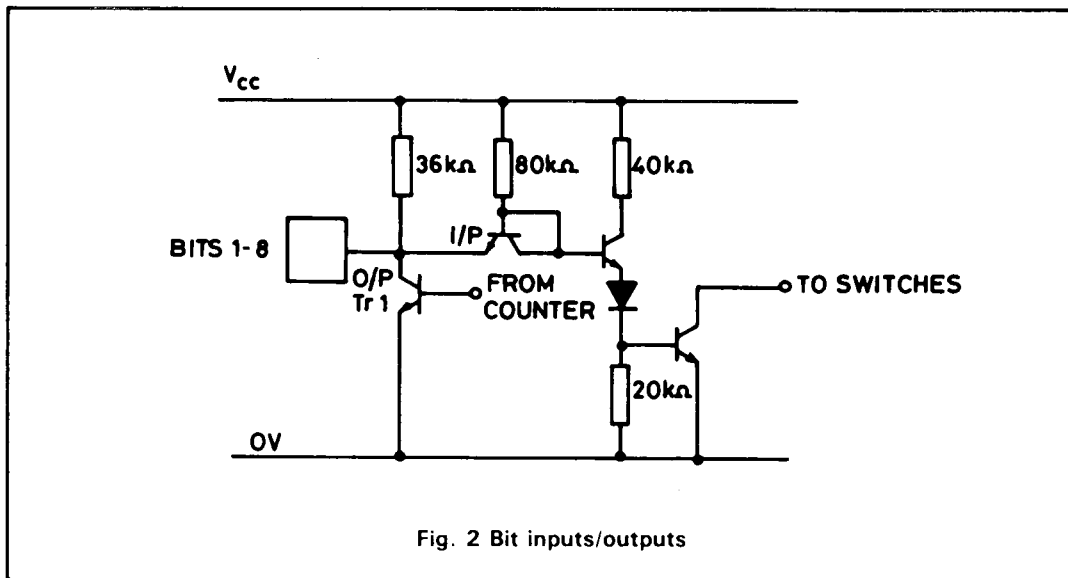 Vcc
36kΩ
80kΩ
40kΩ
I/P
BITS 1-8
O/P
Tr 1
FROM
COUNTER
TO SWITCHES
20kΩ
0V
Fig. 2 Bit inputs/outputs